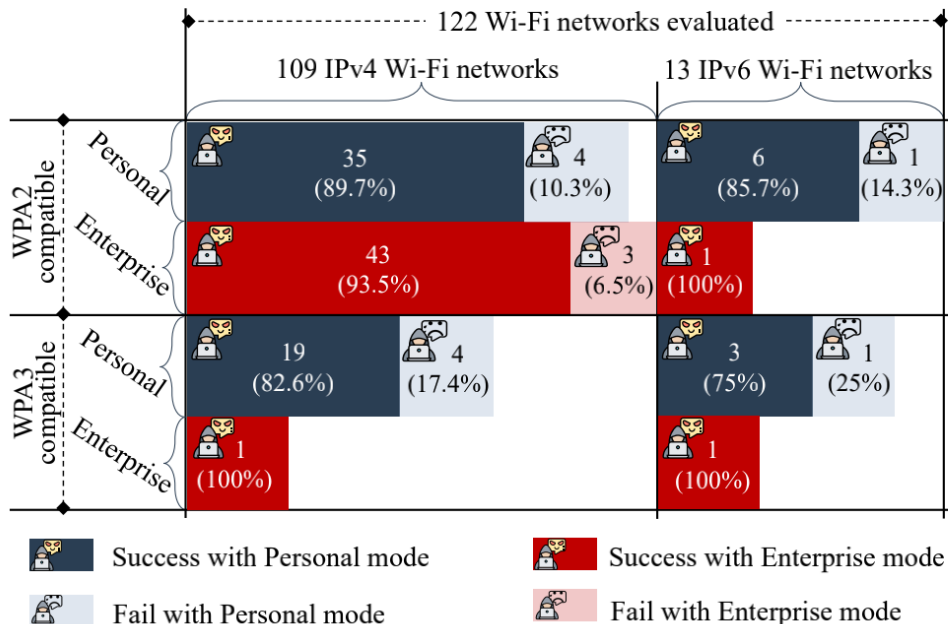 122 Wi-Fi networks evaluated
109 IPv4 Wi-Fi networks
13 IPv6 Wi-Fi networks
WPA2
compatible
Personal
35
(89.7%)
4
(10.3%)
6
(85.7%)
1
(14.3%)
Enterprise
43
(93.5%)
3
(6.5%)
1
(100%)
WPA3
compatible
Personal
19
(82.6%)
4
(17.4%)
3
(75%)
1
(25%)
Enterprise
1
(100%)
1
(100%)
Success with Personal mode
Success with Enterprise mode
Fail with Personal mode
Fail with Enterprise mode